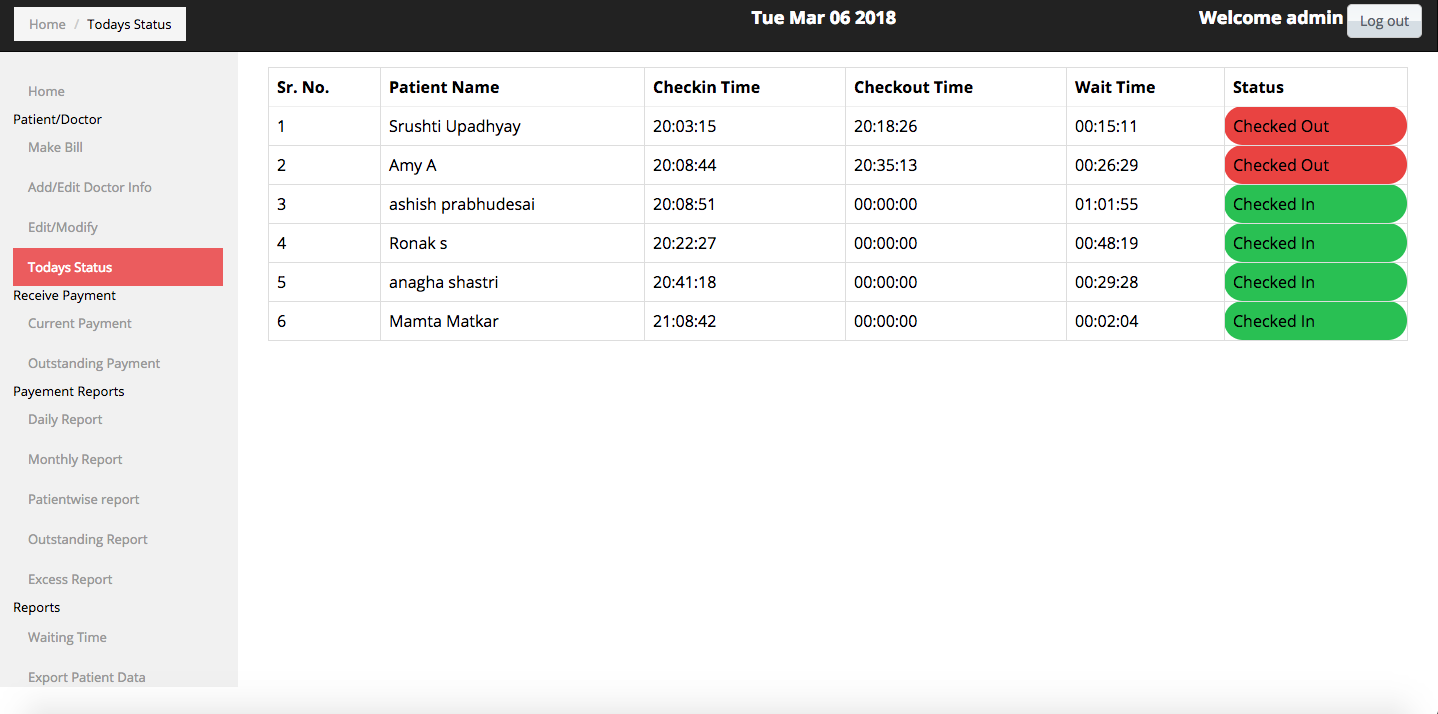 Home / Todays Status
Tue Mar 06 2018
Welcome admin Log out
Home
Patient/Doctor
Make Bill
Add/Edit Doctor Info
Edit/Modify
Todays Status
Receive Payment
Current Payment
Outstanding Payment
Payement Reports
Daily Report
Monthly Report
Patientwise report
Outstanding Report
Excess Report
Reports
Waiting Time
Export Patient Data
Sr. No. Patient Name Checkin Time Checkout Time Wait Time Status
1 Srushti Upadhyay 20:03:15 20:18:26 00:15:11 Checked Out
2 Amy A 20:08:44 20:35:13 00:26:29 Checked Out
3 ashish prabhudesai 20:08:51 00:00:00 01:01:55 Checked In
4 Ronak s 20:22:27 00:00:00 00:48:19 Checked In
5 anagha shastri 20:41:18 00:00:00 00:29:28 Checked In
6 Mamta Matkar 21:08:42 00:00:00 00:02:04 Checked In